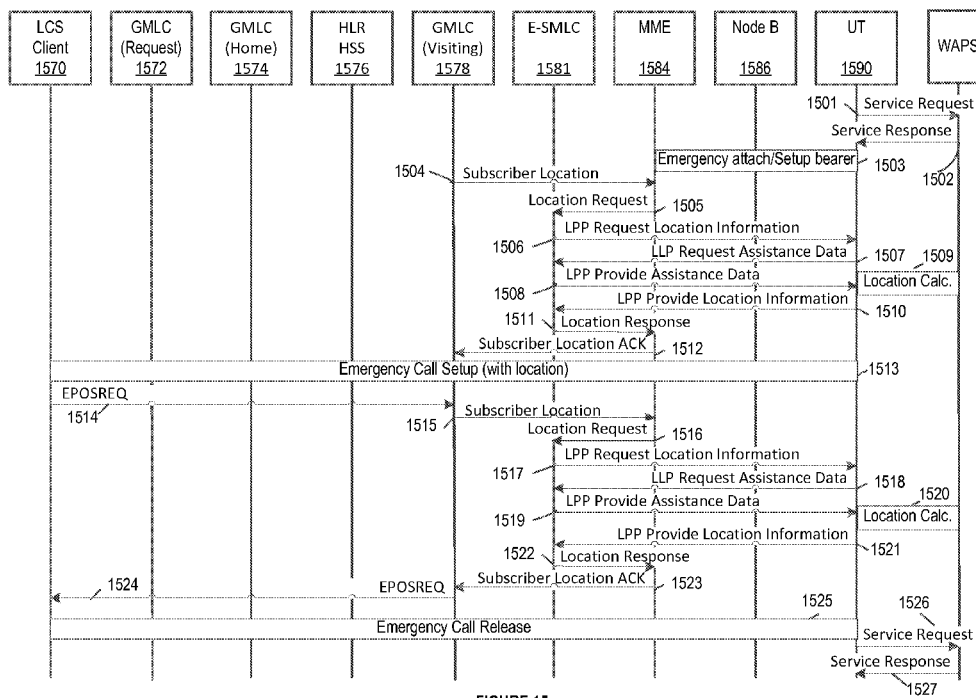 LCS
Client
1570
GMLC
(Request)
1572
GMLC
(Home)
1574
HLR
HSS
1576
GMLC
(Visiting)
1578
E-SMLC
1581
MME
1584
Node B
1586
UT
1590
WAPS
1501
Service Request
Service Response
1502
Emergency attach/Setup bearer
1503
1504
Subscriber Location
Location Request
1505
1506
LPP Request Location Information
LLP Request Assistance Data
1507
1509
1508
LPP Provide Assistance Data
Location Calc.
LPP Provide Location Information
1510
1511
Location Response
Subscriber Location ACK
1512
Emergency Call Setup (with location)
1513
EPOSREQ
1514
1515
Subscriber Location
Location Request
1516
1517
LPP Request Location Information
LLP Request Assistance Data
1518
1520
1519
LPP Provide Assistance Data
Location Calc.
LPP Provide Location Information
1521
1522
Location Response
Subscriber Location ACK
1523
EPOSREQ
1524
Emergency Call Release
1525
1526
Service Request
Service Response
1527